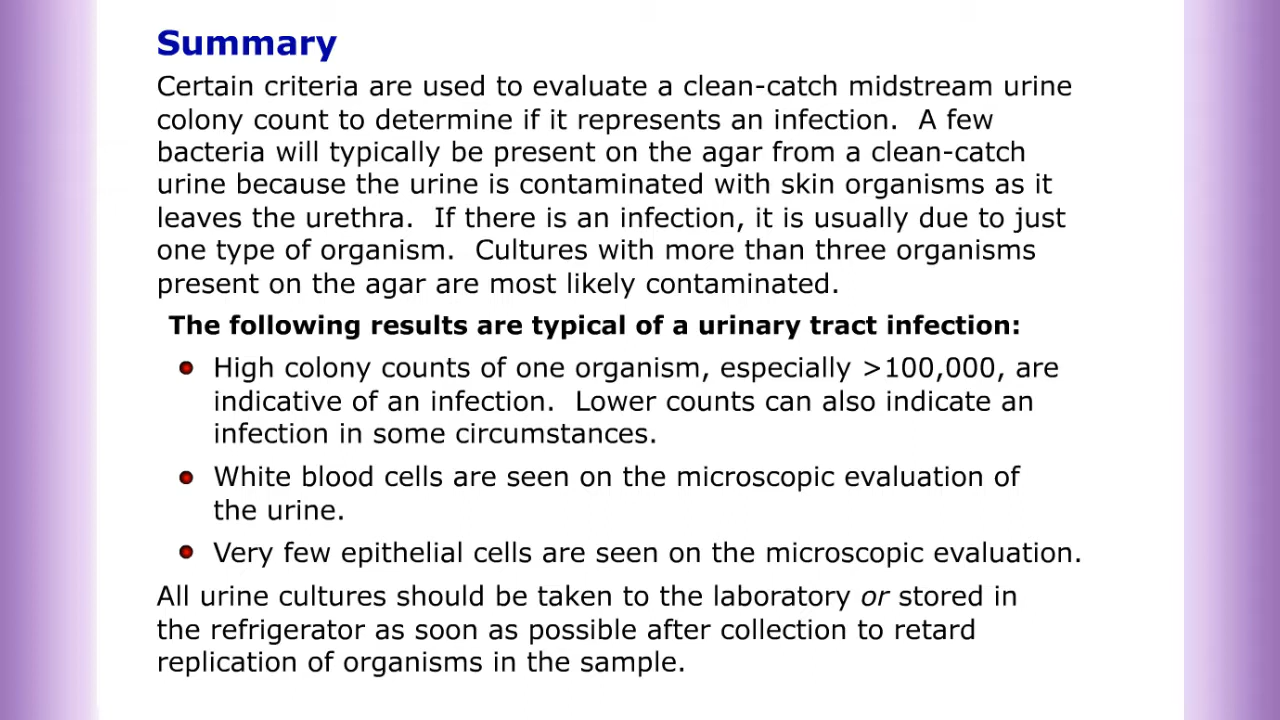 Summary
Certain criteria are used to evaluate a clean-catch midstream urine
colony count to determine if it represents an infection.  A few
bacteria will typically be present on the agar from a clean-catch
urine because the urine is contaminated with skin organisms as it
leaves the urethra.  If there is an infection, it is usually due to just
one type of organism.  Cultures with more than three organisms
present on the agar are most likely contaminated.
The following results are typical of a urinary tract infection:
High colony counts of one organism, especially >100,000, are
indicative of an infection.  Lower counts can also indicate an
infection in some circumstances.
White blood cells are seen on the microscopic evaluation of
the urine.
Very few epithelial cells are seen on the microscopic evaluation.
All urine cultures should be taken to the laboratory or stored in
the refrigerator as soon as possible after collection to retard
replication of organisms in the sample.